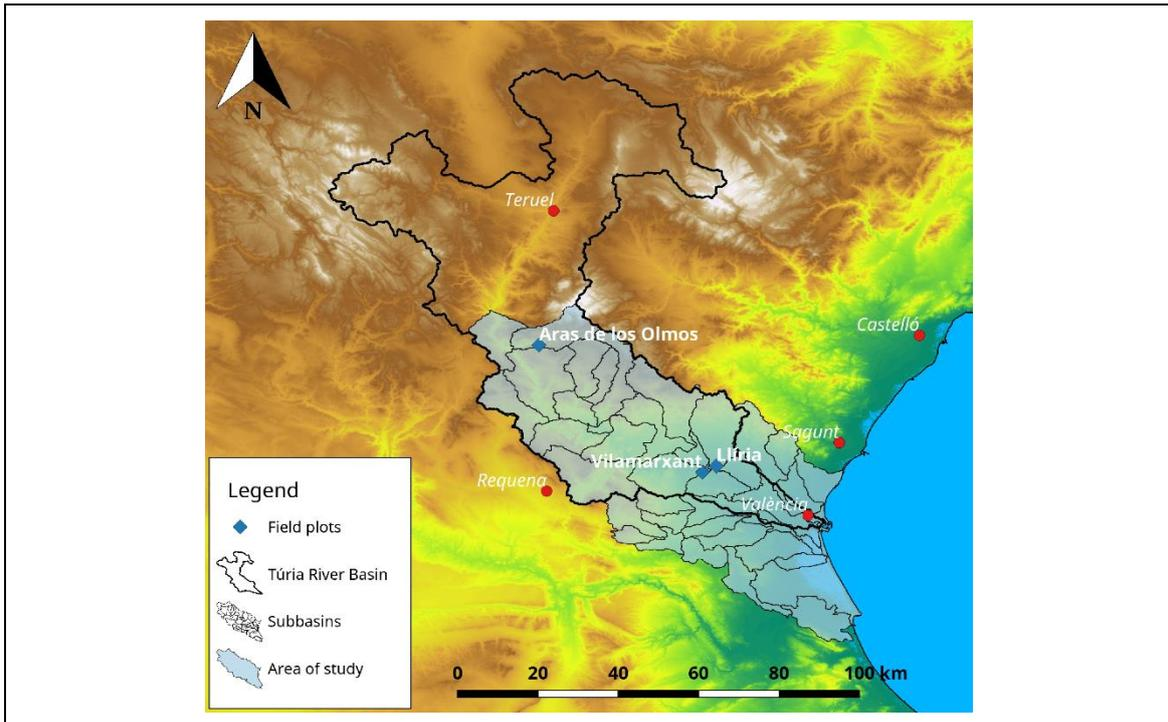 N
Teruel
Castelló
Aras de los Olmos
Sagunt
Vilamarxant
Llíria
Requena
València
Legend
Field plots
Túria River Basin
Subbasins
Area of study
0 20 40 60 80 100 km